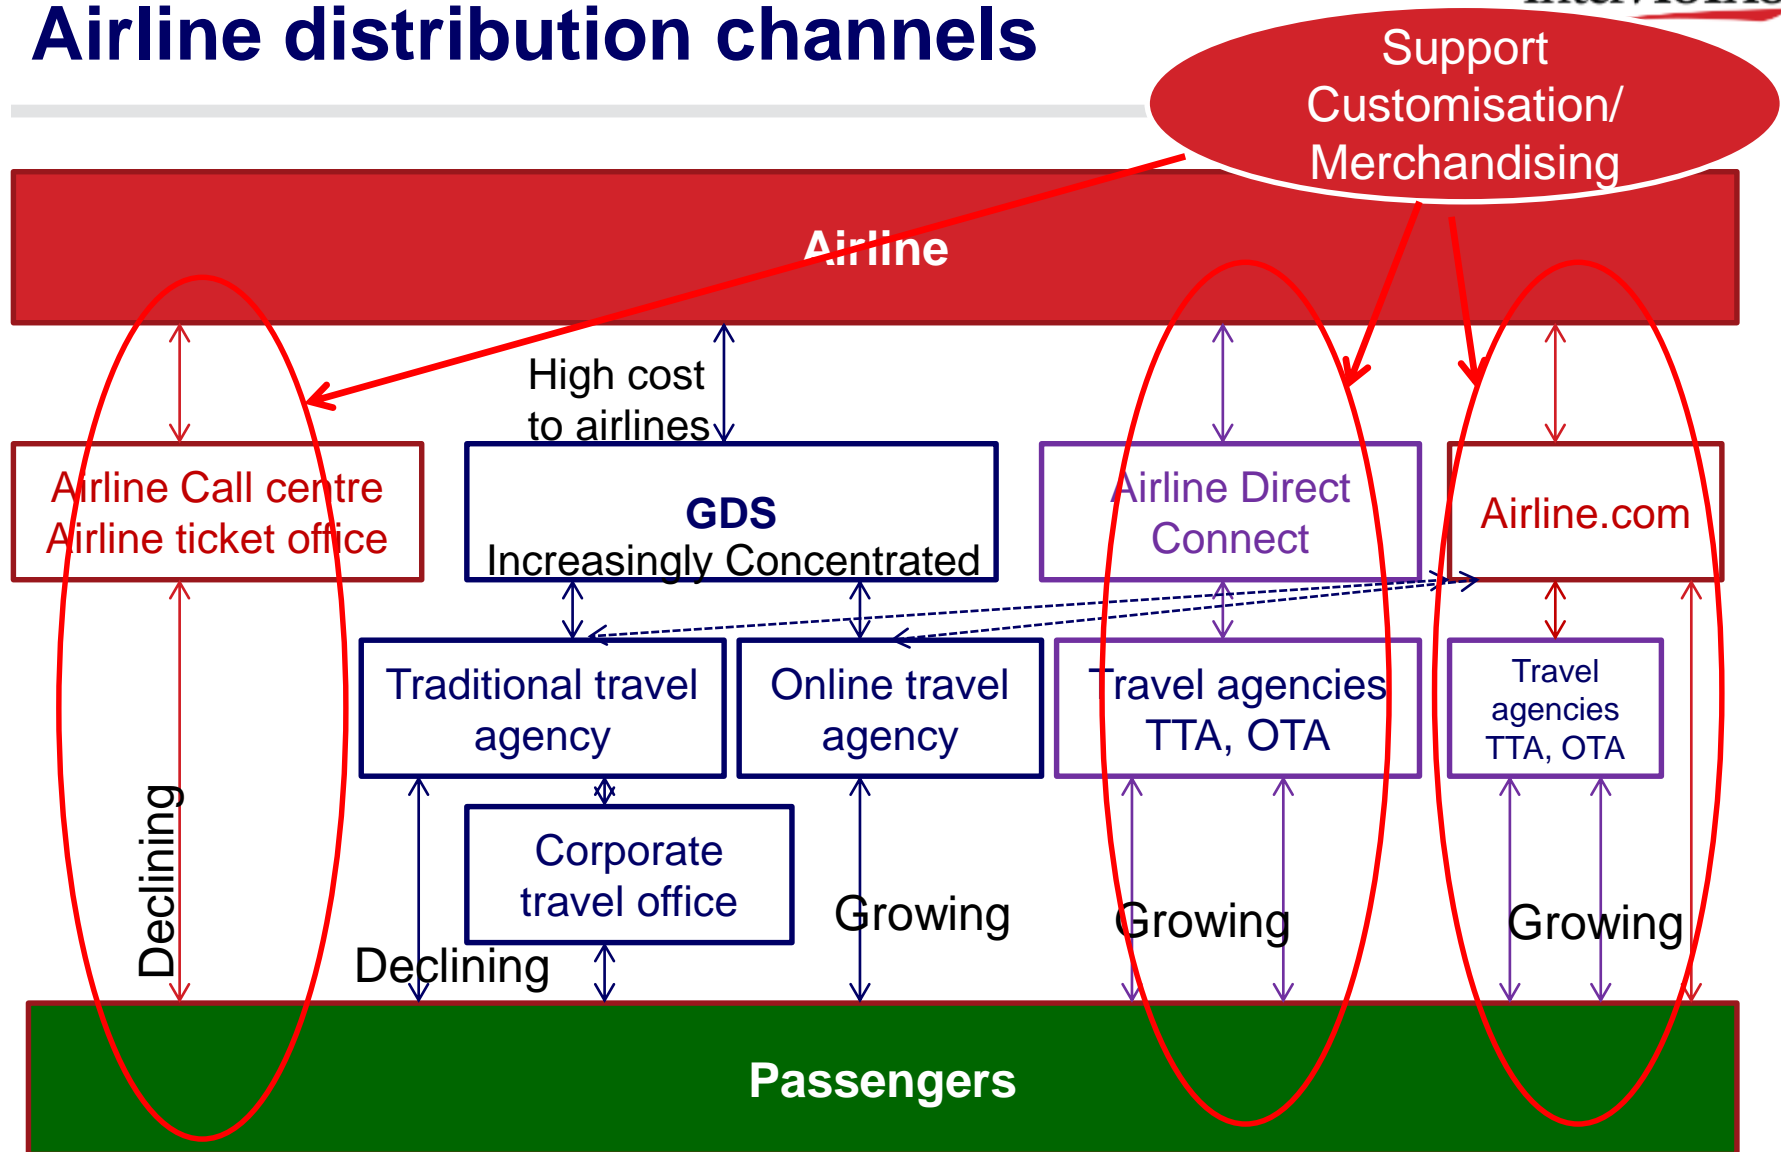 Airline distribution channels
Support
Customisation/
Merchandising
Airline
High cost
to airlines
Airline Call centre
Airline ticket office
GDS
Increasingly Concentrated
Airline Direct
Connect
Airline.com
Traditional travel
agency
Online travel
agency
Travel agencies
TTA, OTA
Travel
agencies
TTA, OTA
Corporate
travel office
Declining
Declining
Growing
Growing
Growing
Passengers